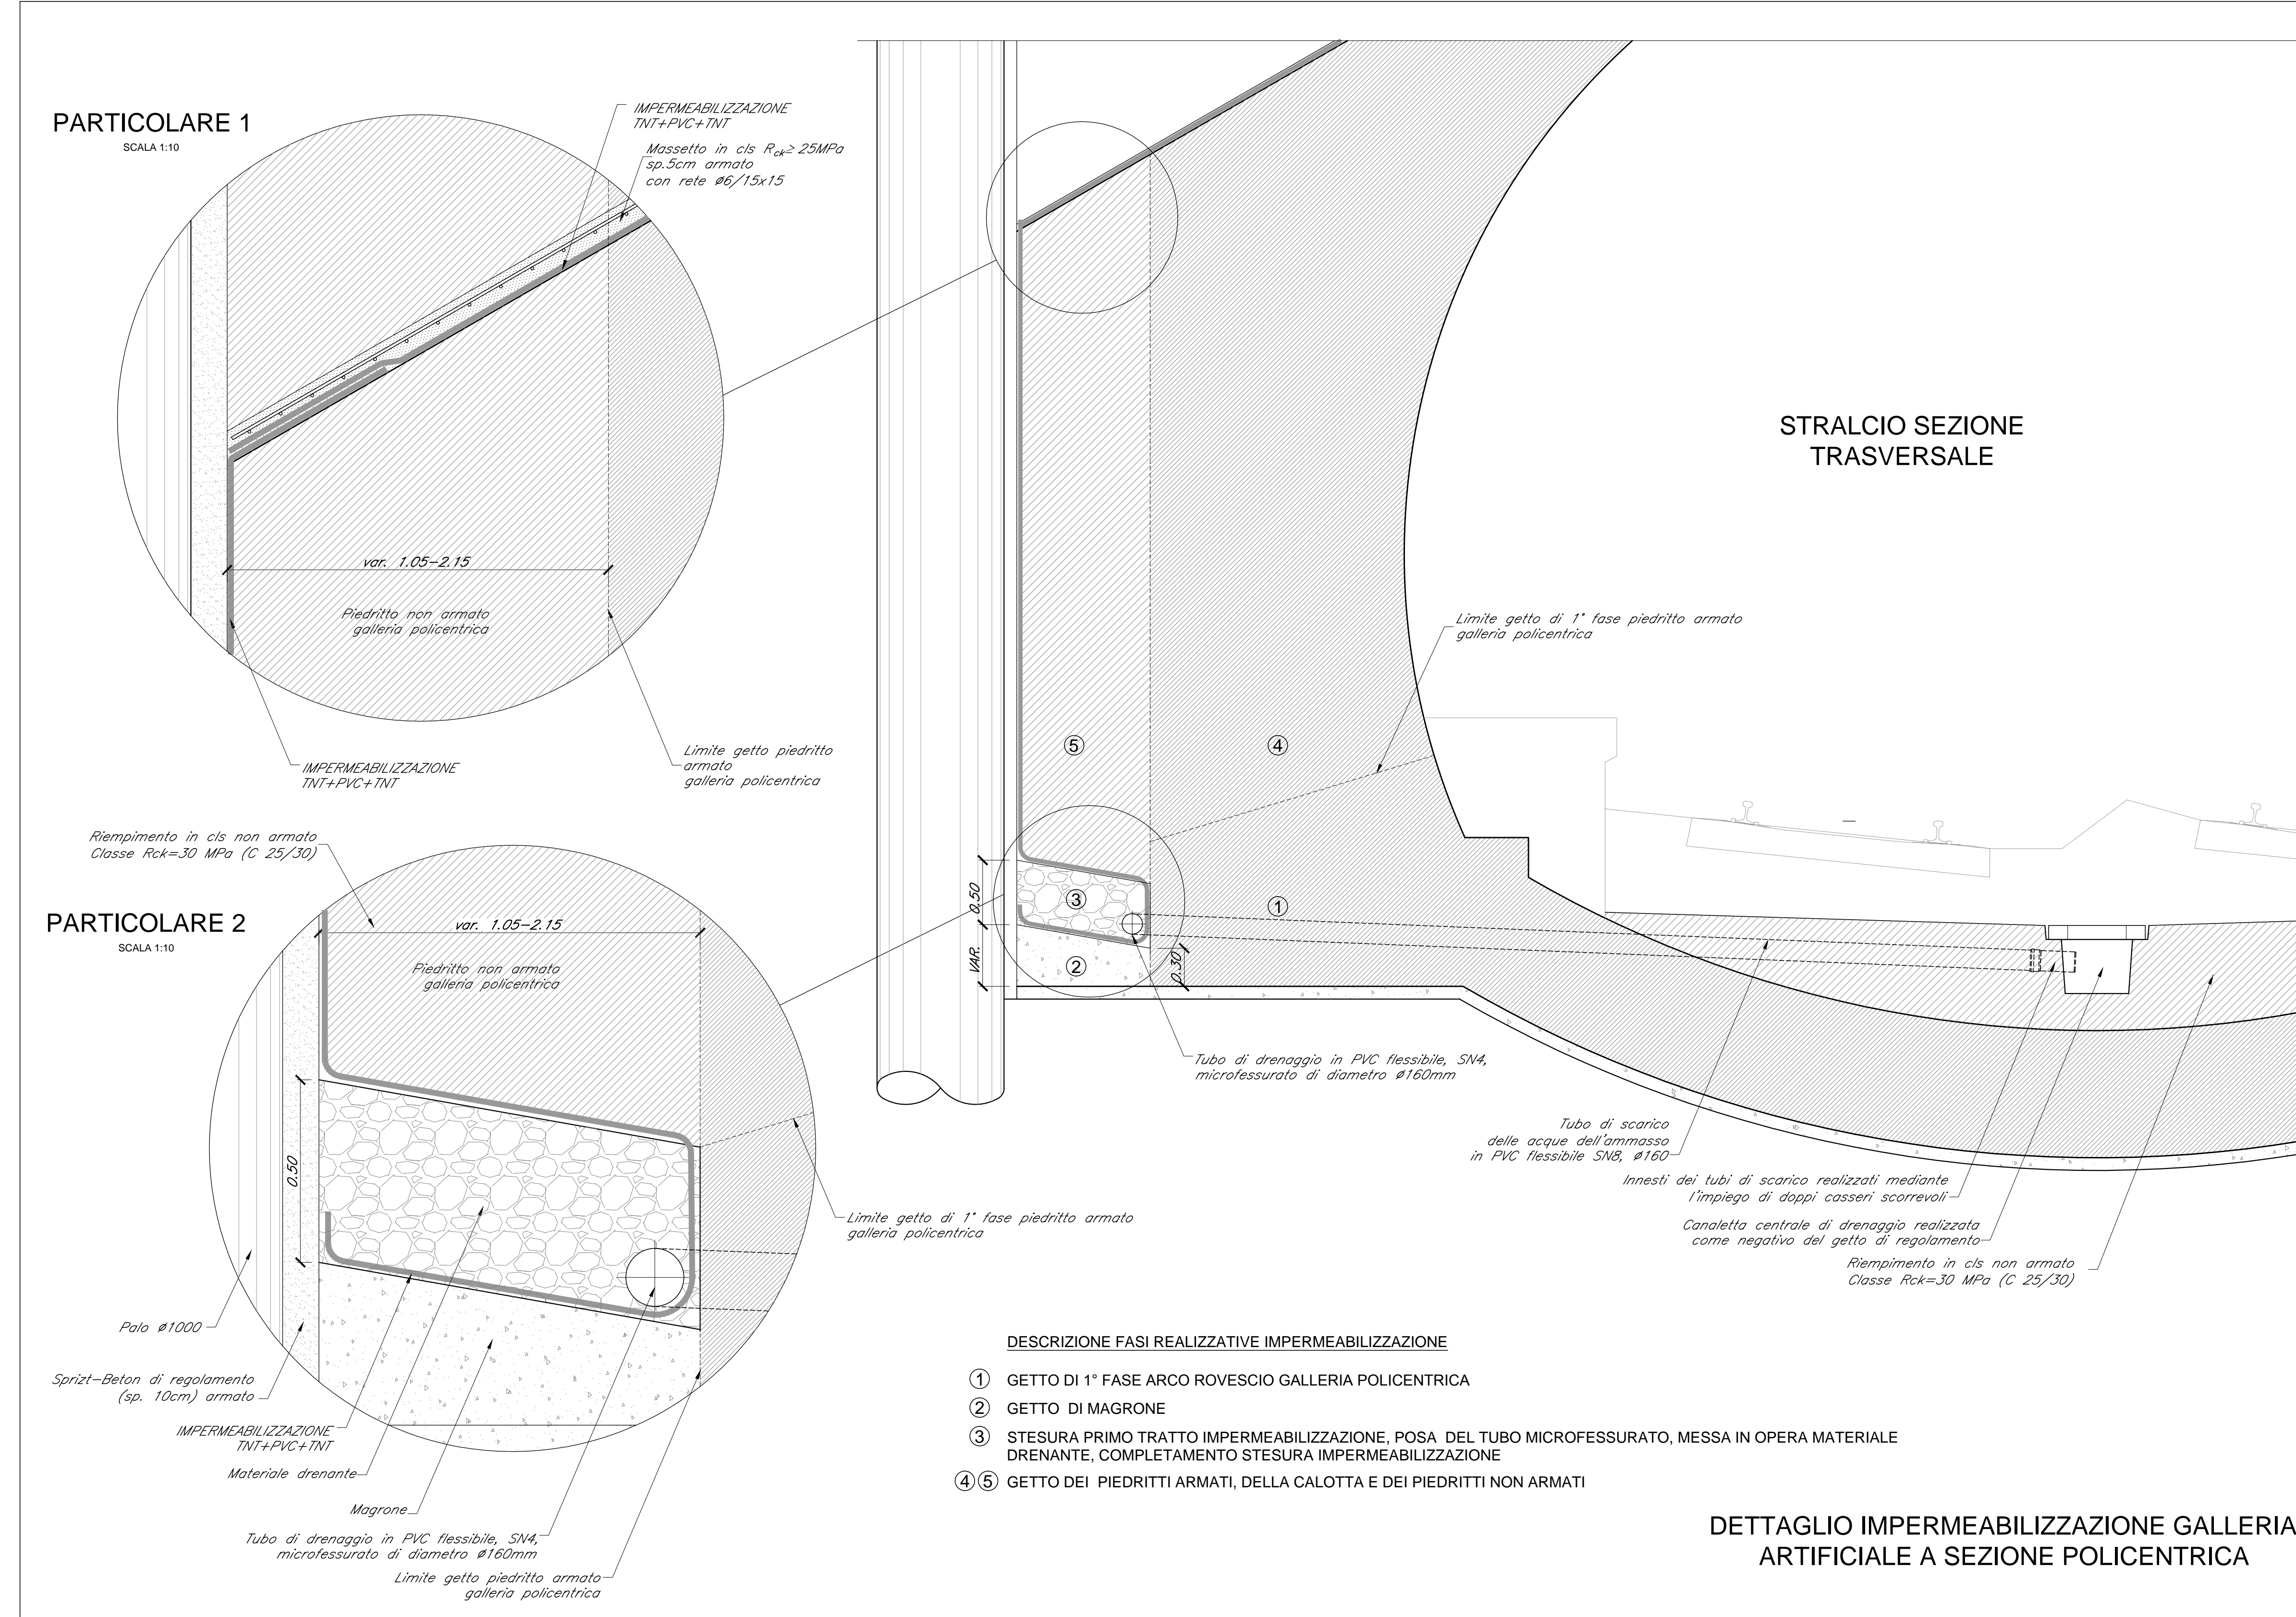 PARTICOLARE 1
SCALA 1:10
IMPERMEABILIZZAZIONE
TNT+PVC+TNT
Massetto in cls Rck≥ 25MPa
sp.5cm armato
con rete ø6/15x15
var. 1.05-2.15
Piedritto non armato
galleria policentrica
IMPERMEABILIZZAZIONE
TNT+PVC+TNT
Limite getto piedritto
armato
galleria policentrica
STRALCIO SEZIONE
TRASVERSALE
Limite getto di 1° fase piedritto armato
galleria policentrica
5
4
3
1
2
0.50
VAR.
0.30
Tubo di drenaggio in PVC flessibile, SN4,
microfessurato di diametro ø160mm
Tubo di scarico
delle acque dell'ammasso
in PVC flessibile SN8, ø160
Innesti dei tubi di scarico realizzati mediante
l'impiego di doppi casseri scorrevoli
Canaletta centrale di drenaggio realizzata
come negativo del getto di regolamento
Riempimento in cls non armato
Classe Rck=30 MPa (C 25/30)
Riempimento in cls non armato
Classe Rck=30 MPa (C 25/30)
PARTICOLARE 2
SCALA 1:10
var. 1.05-2.15
Piedritto non armato
galleria policentrica
0.50
Limite getto di 1° fase piedritto armato
galleria policentrica
Palo ø1000
Sprizt-Beton di regolamento
(sp. 10cm) armato
IMPERMEABILIZZAZIONE
TNT+PVC+TNT
Materiale drenante
Magrone
Tubo di drenaggio in PVC flessibile, SN4,
microfessurato di diametro ø160mm
Limite getto piedritto armato
galleria policentrica
DESCRIZIONE FASI REALIZZATIVE IMPERMEABILIZZAZIONE
1 GETTO DI 1° FASE ARCO ROVESCIO GALLERIA POLICENTRICA
2 GETTO DI MAGRONE
3 STESURA PRIMO TRATTO IMPERMEABILIZZAZIONE, POSA DEL TUBO MICROFESSURATO, MESSA IN OPERA MATERIALE
DRENANTE, COMPLETAMENTO STESURA IMPERMEABILIZZAZIONE
4 5 GETTO DEI PIEDRITTI ARMATI, DELLA CALOTTA E DEI PIEDRITTI NON ARMATI
DETTAGLIO IMPERMEABILIZZAZIONE GALLERIA
ARTIFICIALE A SEZIONE POLICENTRICA